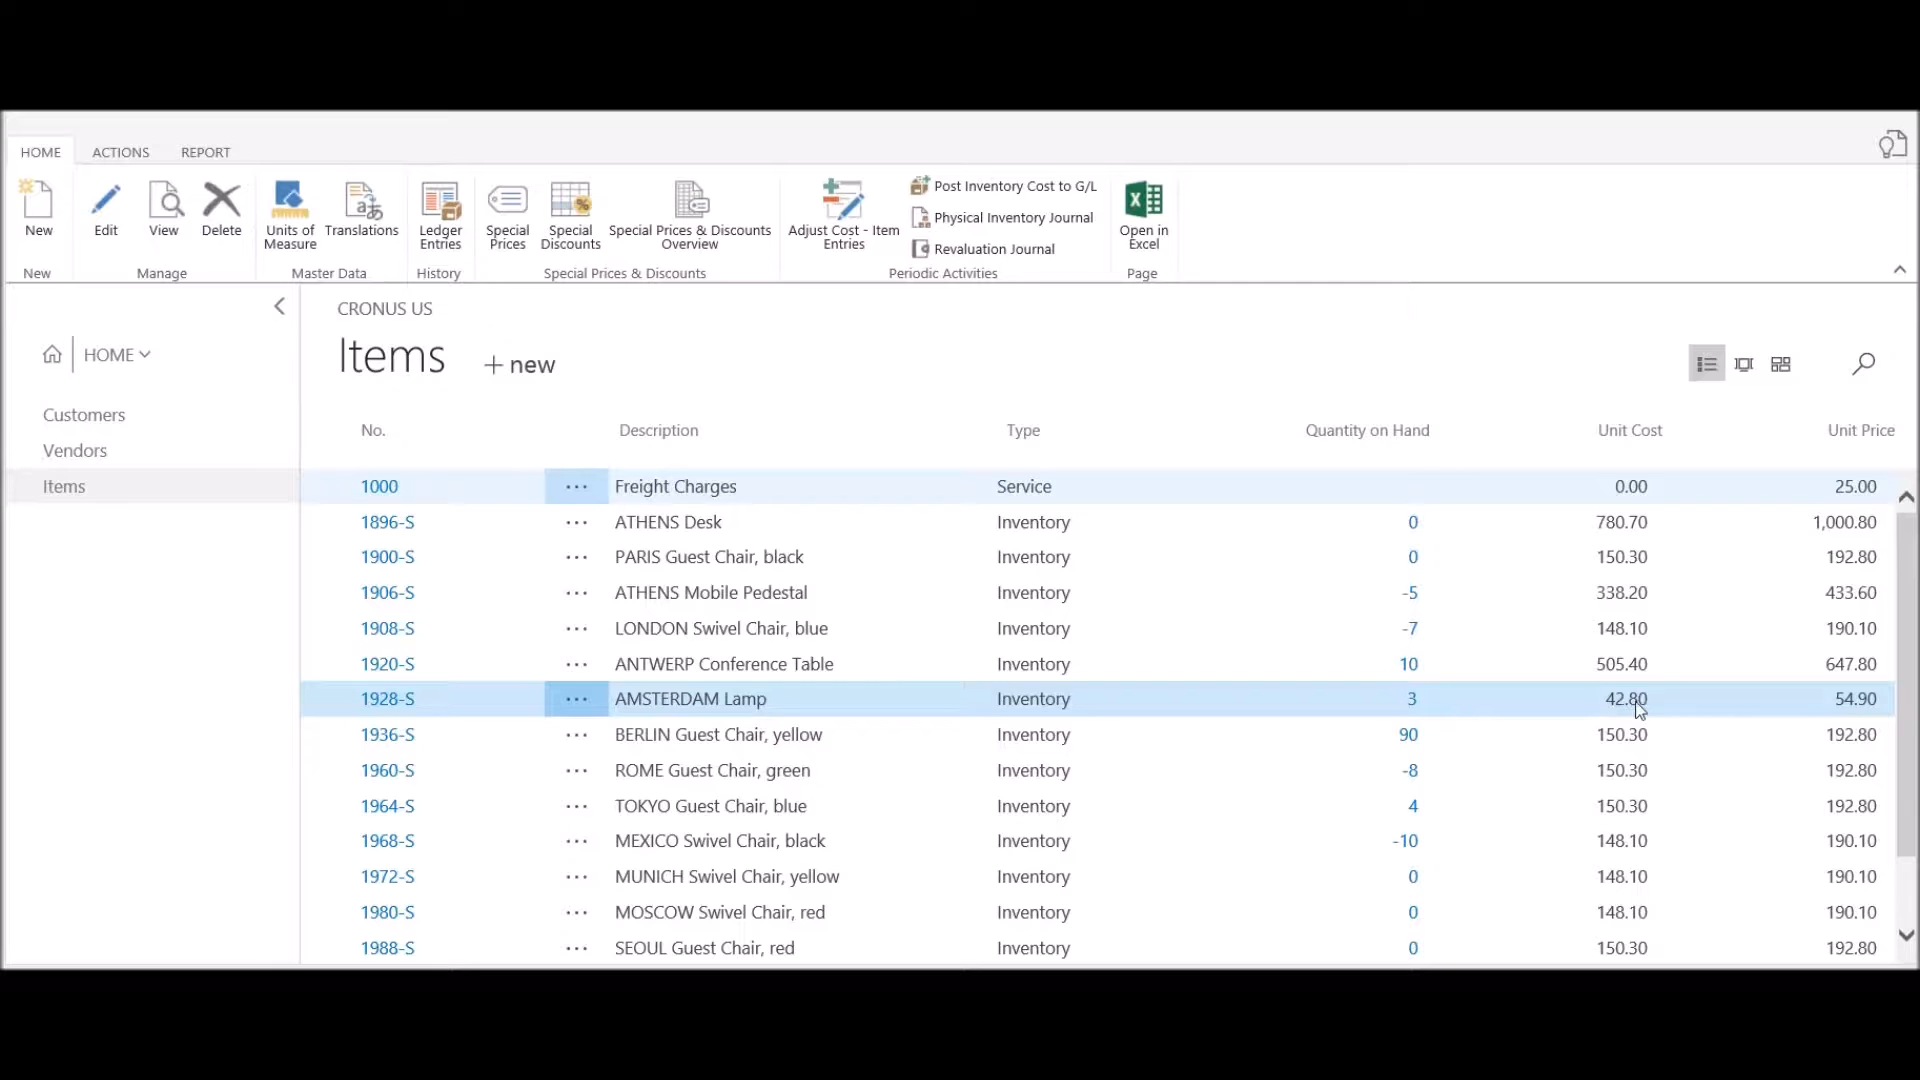 HOME ACTIONS REPORT
New Edit View Delete Units of Measure Translations Ledger Entries Special Prices Special Discounts Special Prices & Discounts Overview Adjust Cost - Item Entries Post Inventory Cost to G/L
Physical Inventory Journal
Revaluation Journal
Open in Excel
New Manage Master Data History Special Prices & Discounts Periodic Activities Page
CRONUS US
HOME
Items + new
Customers
Vendors
Items
No. Description Type Quantity on Hand Unit Cost Unit Price
1000 ... Freight Charges Service 0.00 25.00
1896-S ... ATHENS Desk Inventory 0 780.70 1,000.80
1900-S ... PARIS Guest Chair, black Inventory 0 150.30 192.80
1906-S ... ATHENS Mobile Pedestal Inventory -5 338.20 433.60
1908-S ... LONDON Swivel Chair, blue Inventory -7 148.10 190.10
1920-S ... ANTWERP Conference Table Inventory 10 505.40 647.80
1928-S ... AMSTERDAM Lamp Inventory 3 42.80 54.90
1936-S ... BERLIN Guest Chair, yellow Inventory 90 150.30 192.80
1960-S ... ROME Guest Chair, green Inventory -8 150.30 192.80
1964-S ... TOKYO Guest Chair, blue Inventory 4 150.30 192.80
1968-S ... MEXICO Swivel Chair, black Inventory -10 148.10 190.10
1972-S ... MUNICH Swivel Chair, yellow Inventory 0 148.10 190.10
1980-S ... MOSCOW Swivel Chair, red Inventory 0 148.10 190.10
1988-S ... SEOUL Guest Chair, red Inventory 0 150.30 192.80